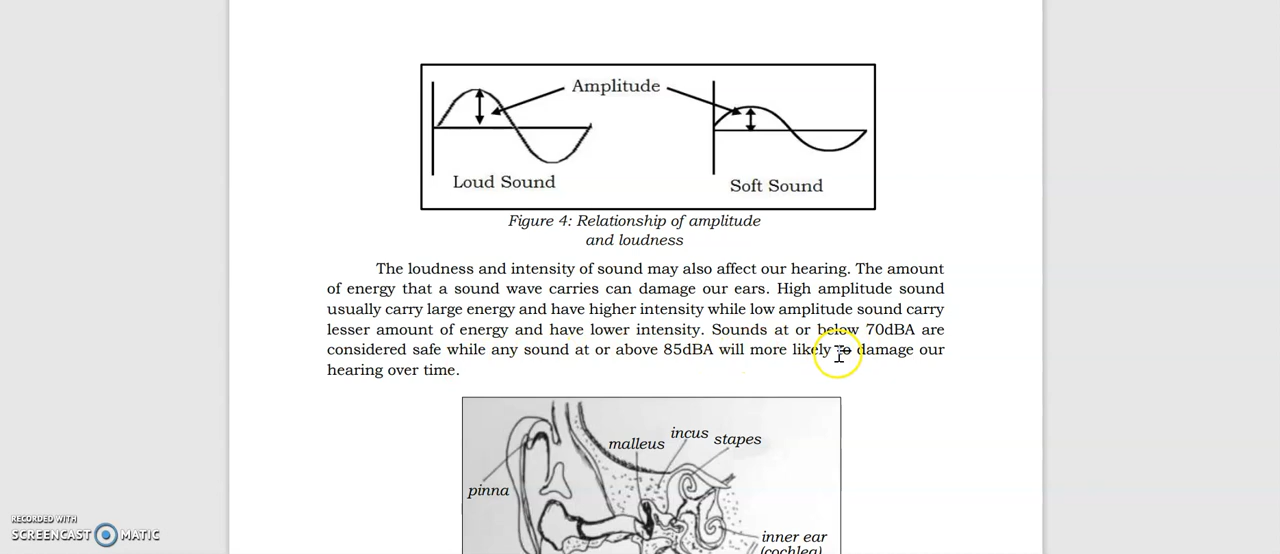 Amplitude
Loud Sound
Soft Sound
Figure 4: Relationship of amplitude
and loudness
The loudness and intensity of sound may also affect our hearing. The amount
of energy that a sound wave carries can damage our ears. High amplitude sound
usually carry large energy and have higher intensity while low amplitude sound carry
lesser amount of energy and have lower intensity. Sounds at or below 70dBA are
considered safe while any sound at or above 85dBA will more likely to damage our
hearing over time.
malleus
incus
stapes
pinna
inner ear
(cochlea)
RECORDED WITH
SCREENCAST MATIC